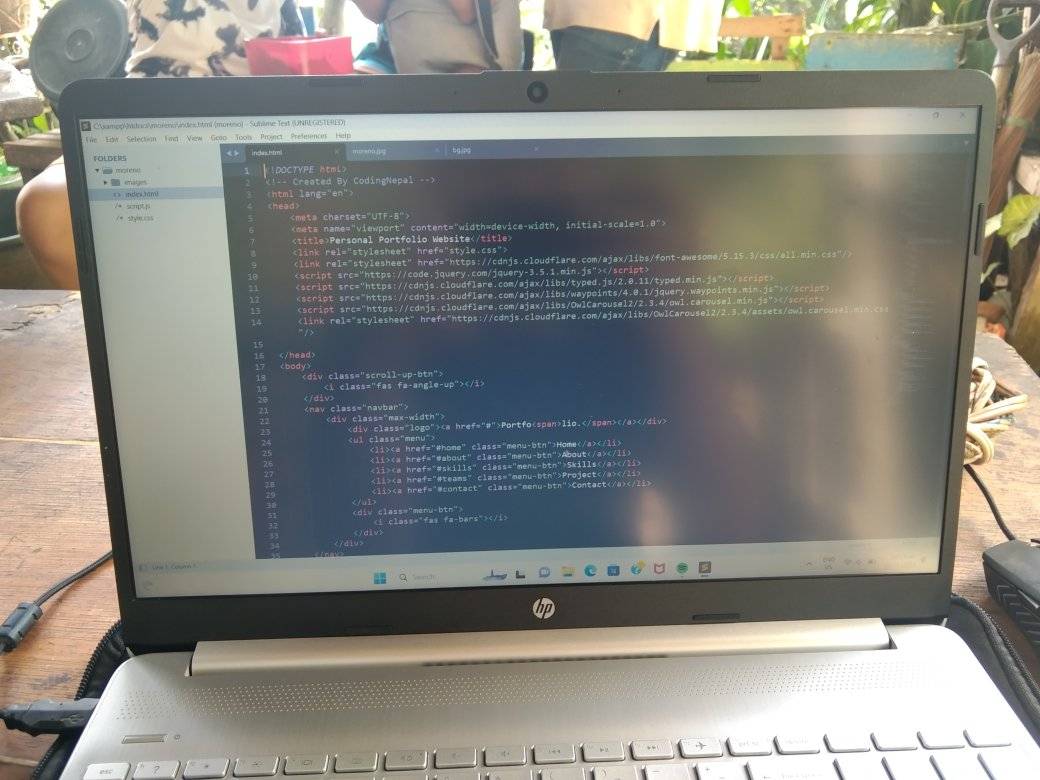 C:\xampp\htdocs\moreno\index.html (moreno) - Sublime Text (UNREGISTERED)
File Edit Selection Find View Goto Tools Project Preferences Help
FOLDERS
moreno
images
index.html
script.js
style.css
index.html
moreno.jpg
bg.jpg
1 <!DOCTYPE html>
2 <!-- Created By CodingNepal -->
3 <html lang="en">
4 <head>
5 <meta charset="UTF-8">
6 <meta name="viewport" content="width=device-width, initial-scale=1.0">
7 <title>Personal Portfolio Website</title>
8 <link rel="stylesheet" href="style.css">
9 <link rel="stylesheet" href="https://cdnjs.cloudflare.com/ajax/libs/font-awesome/5.15.3/css/all.min.css"/>
10 <script src="https://code.jquery.com/jquery-3.5.1.min.js"></script>
11 <script src="https://cdnjs.cloudflare.com/ajax/libs/typed.js/2.0.11/typed.min.js"></script>
12 <script src="https://cdnjs.cloudflare.com/ajax/libs/waypoints/4.0.1/jquery.waypoints.min.js"></script>
13 <script src="https://cdnjs.cloudflare.com/ajax/libs/OwlCarousel2/2.3.4/owl.carousel.min.js"></script>
14 <link rel="stylesheet" href="https://cdnjs.cloudflare.com/ajax/libs/OwlCarousel2/2.3.4/assets/owl.carousel.min.css
"/>
15
16 </head>
17 <body>
18 <div class="scroll-up-btn">
19 <i class="fas fa-angle-up"></i>
20 </div>
21 <nav class="navbar">
22 <div class="max-width">
23 <div class="logo"><a href="#">Portfo<span>lio.</span></a></div>
24 <ul class="menu">
25 <li><a href="#home" class="menu-btn">Home</a></li>
26 <li><a href="#about" class="menu-btn">About</a></li>
27 <li><a href="#skills" class="menu-btn">Skills</a></li>
28 <li><a href="#teams" class="menu-btn">Project</a></li>
29 <li><a href="#contact" class="menu-btn">Contact</a></li>
30 </ul>
31 <div class="menu-btn">
32 <i class="fas fa-bars"></i>
33 </div>
34 </div>
35 </nav>
Line 1, Column 1
Search
ENG
US
hp
esc
?